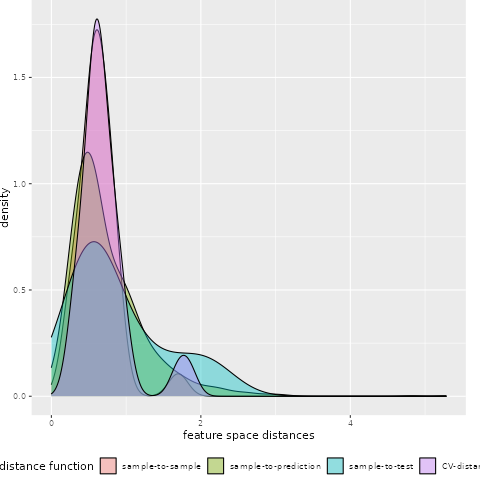 1.5
1.0
0.5
0.0
density
0
2
4
feature space distances
distance function
sample-to-sample
sample-to-prediction
sample-to-test